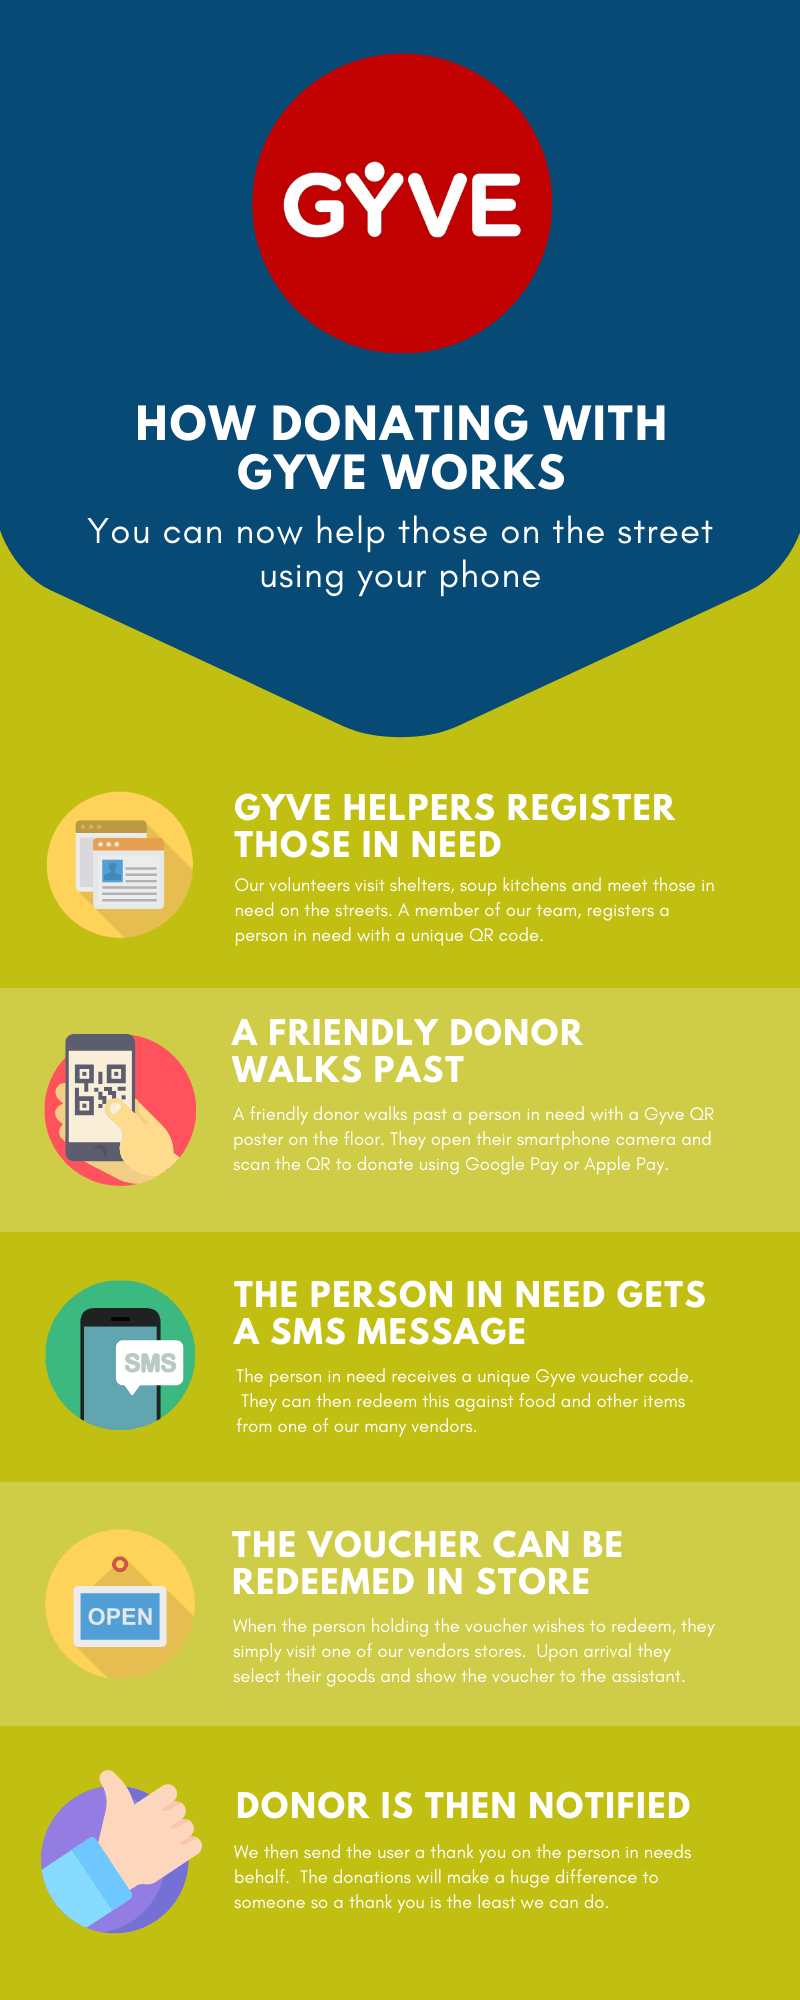 GYVE
HOW DONATING WITH
GYVE WORKS
You can now help those on the street
using your phone
GYVE HELPERS REGISTER
THOSE IN NEED
Our volunteers visit shelters, soup kitchens and meet those in
need on the streets. A member of our team, registers a
person in need with a unique QR code.
A FRIENDLY DONOR
WALKS PAST
A friendly donor walks past a person in need with a Gyve QR
poster on the floor. They open their smartphone camera and
scan the QR to donate using Google Pay or Apple Pay.
THE PERSON IN NEED GETS
A SMS MESSAGE
SMS
The person in need receives a unique Gyve voucher code.
They can then redeem this against food and other items
from one of our many vendors.
THE VOUCHER CAN BE
REDEEMED IN STORE
OPEN
When the person holding the voucher wishes to redeem, they
simply visit one of our vendors stores.  Upon arrival they
select their goods and show the voucher to the assistant.
DONOR IS THEN NOTIFIED
We then send the user a thank you on the person in needs
behalf.  The donations will make a huge difference to
someone so a thank you is the least we can do.